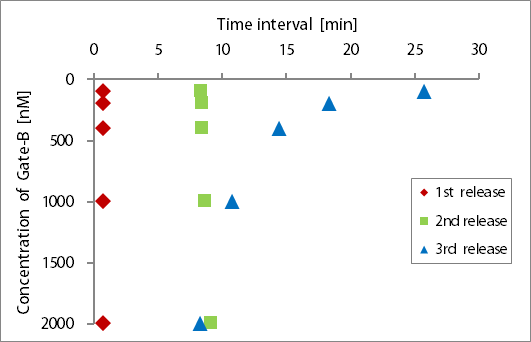 Time interval [min]
0 5 10 15 20 25 30
Concentration of Gate-B [nM]
0
500
1000
1500
2000
1st release
2nd release
3rd release